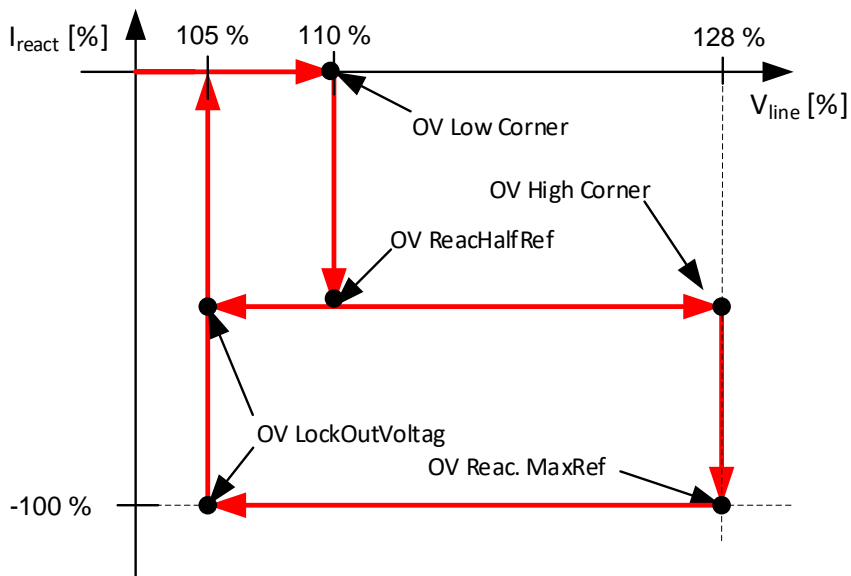 I_react [%]
105 %
110 %
128 %
V_line [%]
OV Low Corner
OV High Corner
OV ReacHalfRef
OV LockOutVoltag
OV Reac. MaxRef
-100 %